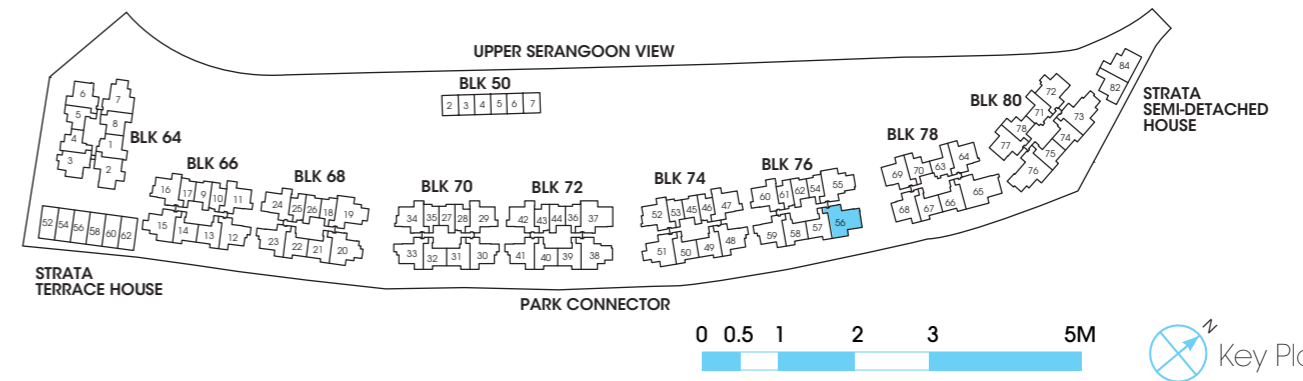 UPPER SERANGOON VIEW
BLK 50
2 3 4 5 6 7
84
82
STRATA
SEMI-DETACHED
HOUSE
BLK 80
72
71
73
78
74
77
75
76
BLK 64
6
7
5
8
4
1
3
2
BLK 78
64
63
70
69
65
66
67
68
BLK 66
16 17 9 10 11
15 14 13 12
BLK 68
24 25 26 18 19
23 22 21 20
BLK 70
34 35 27 28 29
33 32 31 30
BLK 72
42 43 44 36 37
41 40 39 38
BLK 74
52 53 45 46 47
51 50 49 48
BLK 76
60 61 62 54 55
59 58 57 56
52 54 56 58 60 62
STRATA
TERRACE HOUSE
PARK CONNECTOR
0 0.5 1 2 3 5M
N
Key Pla